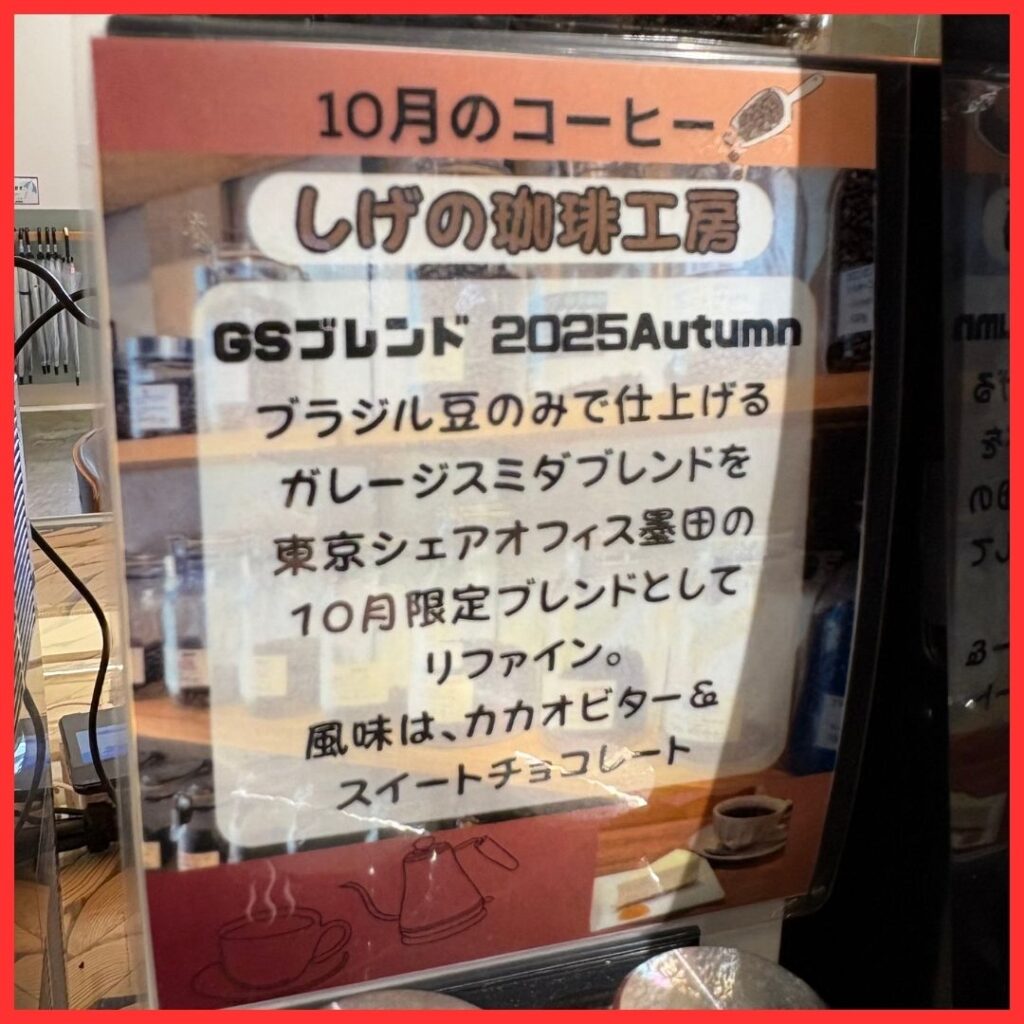 10月のコーヒー
しげの珈琲工房
GSブレンド 2025Autumn
ブラジル豆のみで仕上げる
ガレージスミダブレンドを
東京シェアオフィス墨田の
10月限定ブレンドとして
リファイン。
風味は、カカオビター&
スイートチョコレート